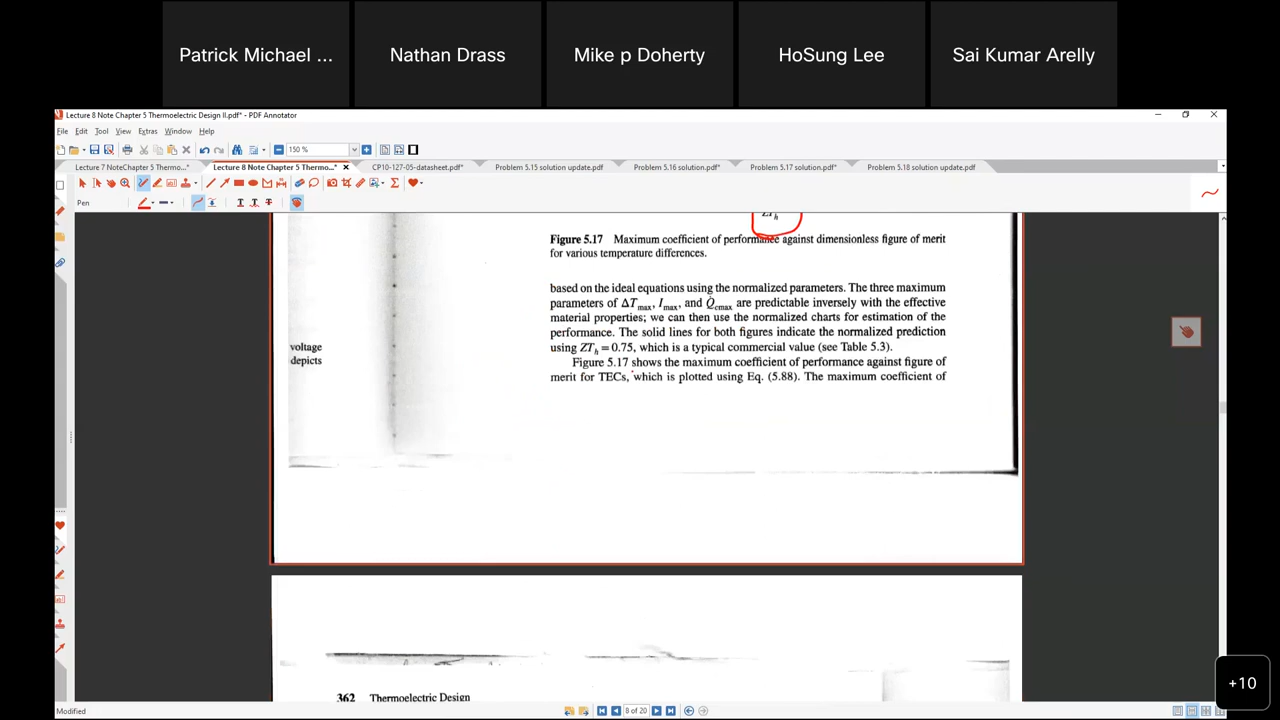 Patrick Michael ...
Nathan Drass
Mike p Doherty
HoSung Lee
Sai Kumar Arelly
Lecture 8 Note Chapter 5 Thermoelectric Design II.pdf* - PDF Annotator
File Edit Tool View Extras Window Help
150 %
Lecture 7 NoteChapter 5 Thermo...*
Lecture 8 Note Chapter 5 Thermo...*
CP10-127-05-datasheet.pdf*
Problem 5.15 solution update.pdf
Problem 5.16 solution.pdf*
Problem 5.17 solution.pdf*
Problem 5.18 solution update.pdf
Pen
Figure 5.17 Maximum coefficient of performance against dimensionless figure of merit
for various temperature differences.
based on the ideal equations using the normalized parameters. The three maximum
parameters of ΔTmax, Imax, and Q̇cmax are predictable inversely with the effective
material properties; we can then use the normalized charts for estimation of the
performance. The solid lines for both figures indicate the normalized prediction
using ZTh = 0.75, which is a typical commercial value (see Table 5.3).
Figure 5.17 shows the maximum coefficient of performance against figure of
merit for TECs, which is plotted using Eq. (5.88). The maximum coefficient of
voltage
depicts
362 Thermoelectric Design
Modified
8 of 20
+10